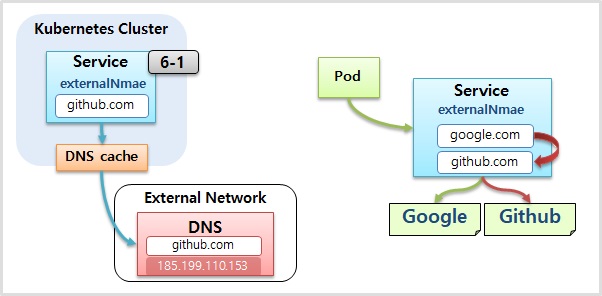 Kubernetes Cluster
Service
6-1
externalNmae
github.com
DNS cache
External Network
DNS
github.com
185.199.110.153
Pod
Service
externalNmae
google.com
github.com
Google
Github